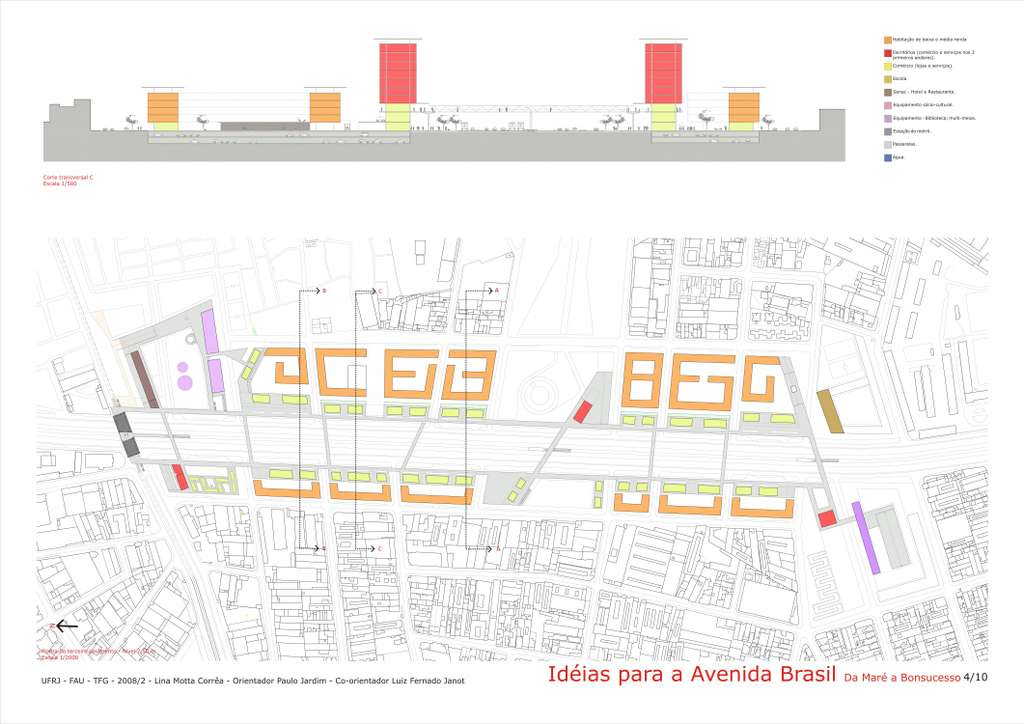 Habitação de baixa e média renda
Escritórios (comércio e serviços nos 2
primeiros andares).
Comércio (lojas e serviços).
Escola
Senac - Hotel e Restaurante.
Equipamento sócio-cultural.
Equipamento -Biblioteca; multi-meios.
Estação do metrô.
Passarelas.
Água.
Corte transversal C
Escala 1/500
B
C
A
B
C
A
N
Escala 1/2000
UFRJ - FAU - TFG - 2008/2 - Lina Motta Corrêa - Orientador Paulo Jardim - Co-orientador Luiz Fernado Janot
Idéias para a Avenida Brasil Da Maré a Bonsucesso 4/10